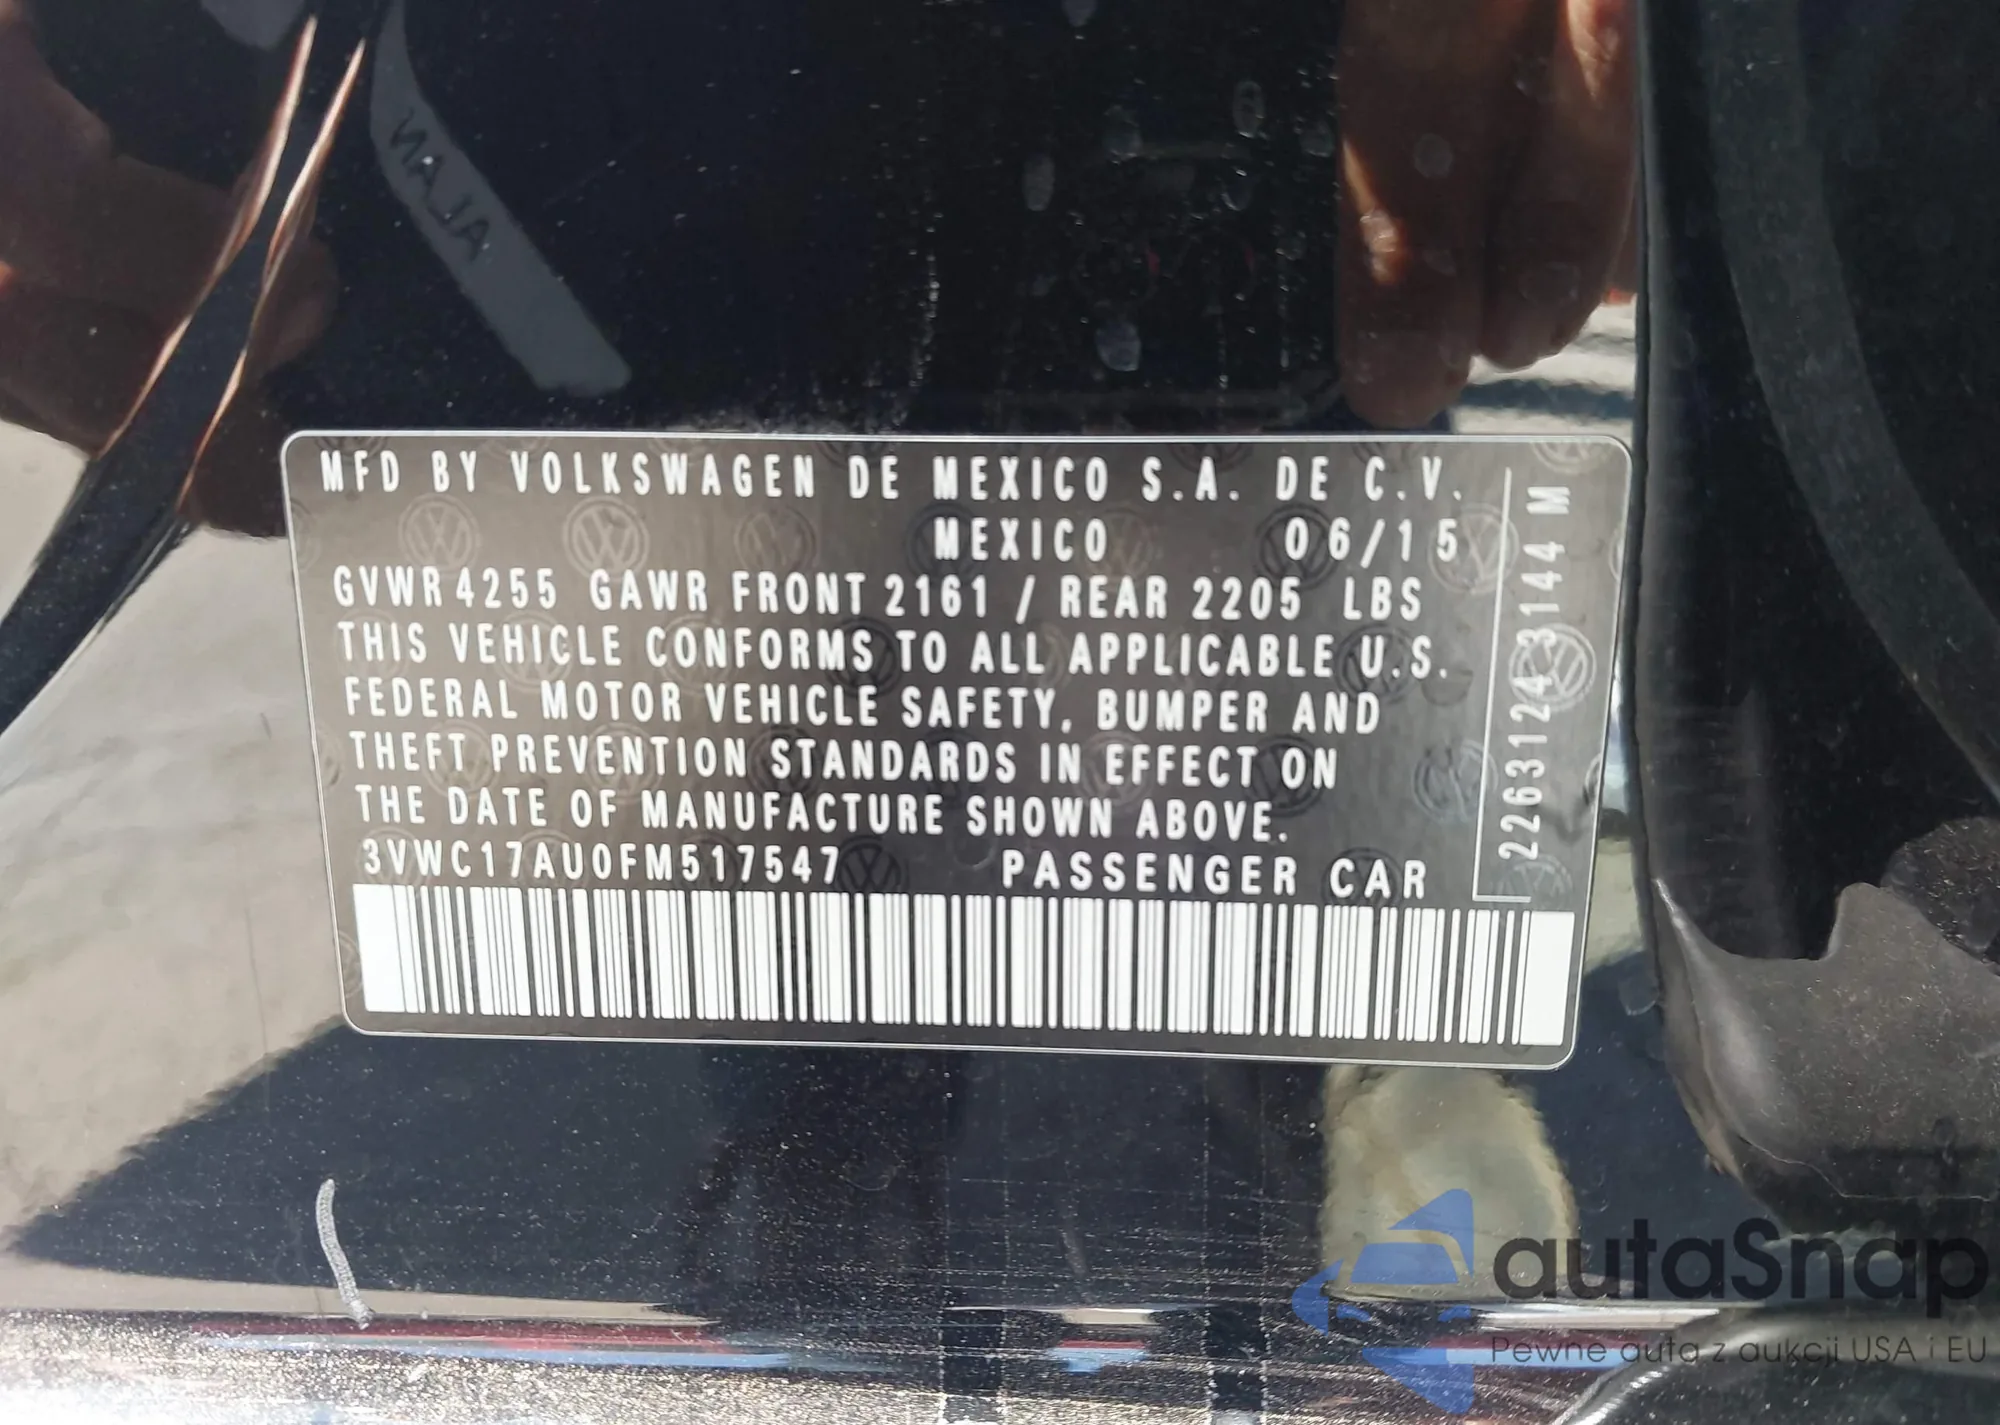 ALAN
MFD BY VOLKSWAGEN DE MEXICO S.A. DE C.V.
MEXICO 06/15
GVWR 4255 GAWR FRONT 2161 / REAR 2205 LBS
THIS VEHICLE CONFORMS TO ALL APPLICABLE U.S.
FEDERAL MOTOR VEHICLE SAFETY, BUMPER AND
THEFT PREVENTION STANDARDS IN EFFECT ON
THE DATE OF MANUFACTURE SHOWN ABOVE.
3VWC17AU0FM517547 PASSENGER CAR
2263124 3144 M
autaSnap
Pewne auta z aukcji USA i EU